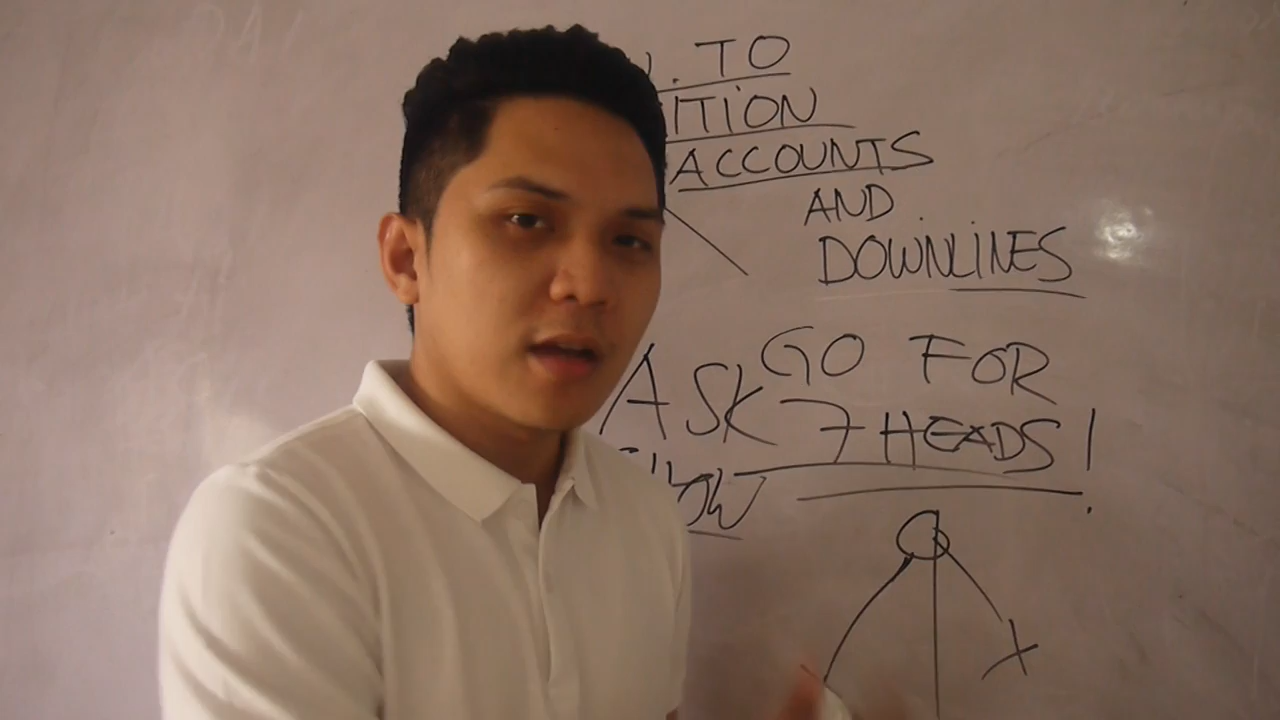 TO
ITION
ACCOUNTS
AND
DOWNLINES
ASK
GO FOR
7 HEADS!